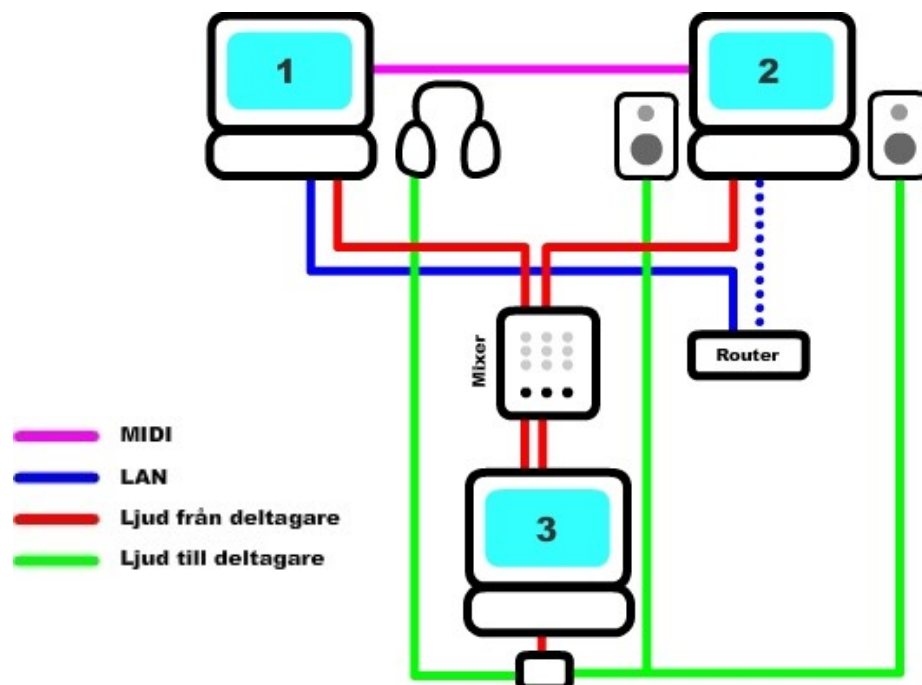 1
2
Mixer
Router
MIDI
LAN
Ljud från deltagare
Ljud till deltagare
3